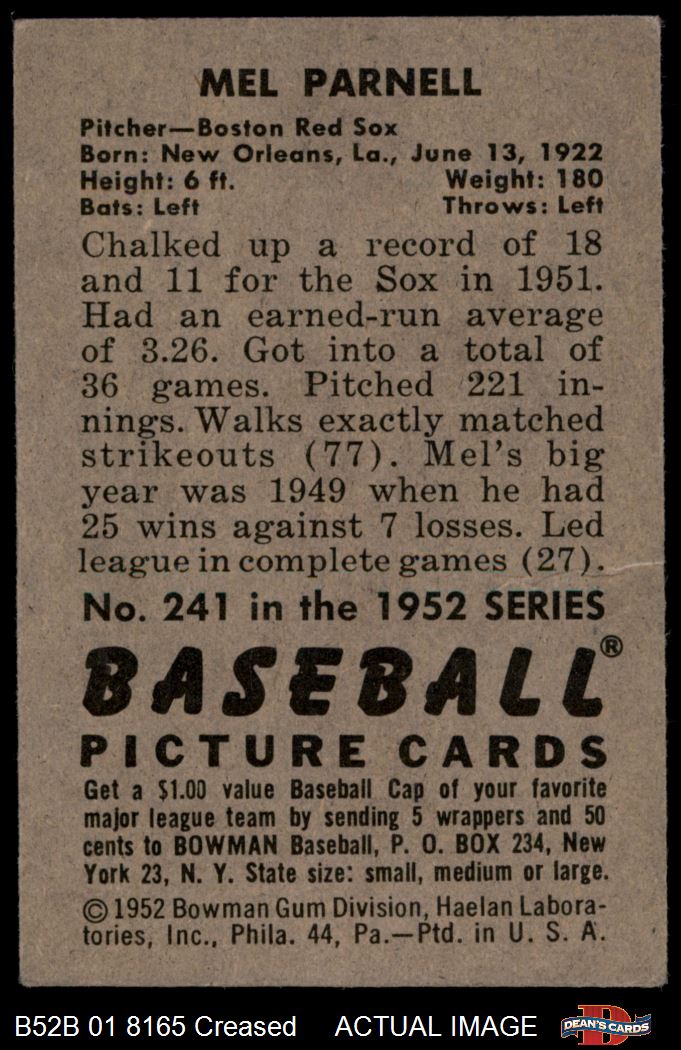 MEL PARNELL
Pitcher—Boston Red Sox
Born: New Orleans, La., June 13, 1922
Height: 6 ft. Weight: 180
Bats: Left Throws: Left
Chalked up a record of 18
and 11 for the Sox in 1951.
Had an earned-run average
of 3.26. Got into a total of
36 games. Pitched 221 in-
nings. Walks exactly matched
strikeouts (77). Mel's big
year was 1949 when he had
25 wins against 7 losses. Led
league in complete games (27).
No. 241 in the 1952 SERIES
BASEBALL®
PICTURE CARDS
Get a $1.00 value Baseball Cap of your favorite
major league team by sending 5 wrappers and 50
cents to BOWMAN Baseball, P. O. BOX 234, New
York 23, N. Y. State size: small, medium or large.
© 1952 Bowman Gum Division, Haelan Labora-
tories, Inc., Phila. 44, Pa.—Ptd. in U. S. A.
B52B 01 8165 Creased ACTUAL IMAGE D DEAN'S CARDS